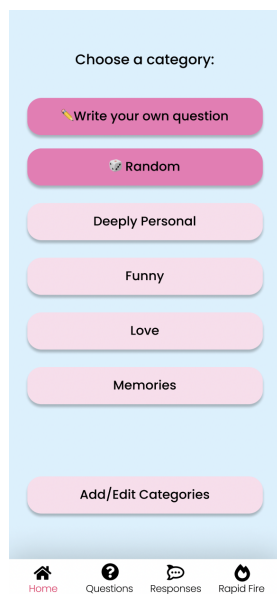 Choose a category:
✏️Write your own question
🎲 Random
Deeply Personal
Funny
Love
Memories
Add/Edit Categories
Home Questions Responses Rapid Fire